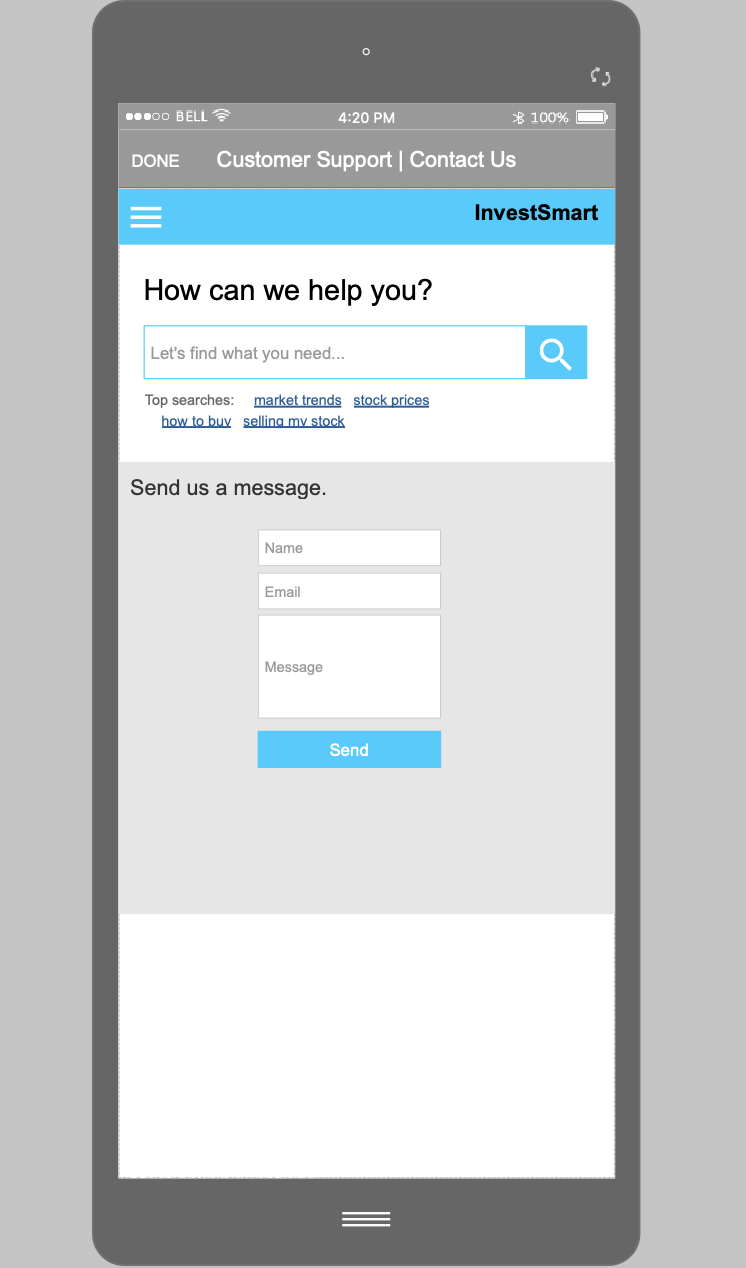 BELL 4:20 PM 100%
DONE Customer Support | Contact Us
InvestSmart
How can we help you?
Let's find what you need...
Top searches: market trends stock prices
how to buy selling my stock
Send us a message.
Name
Email
Message
Send